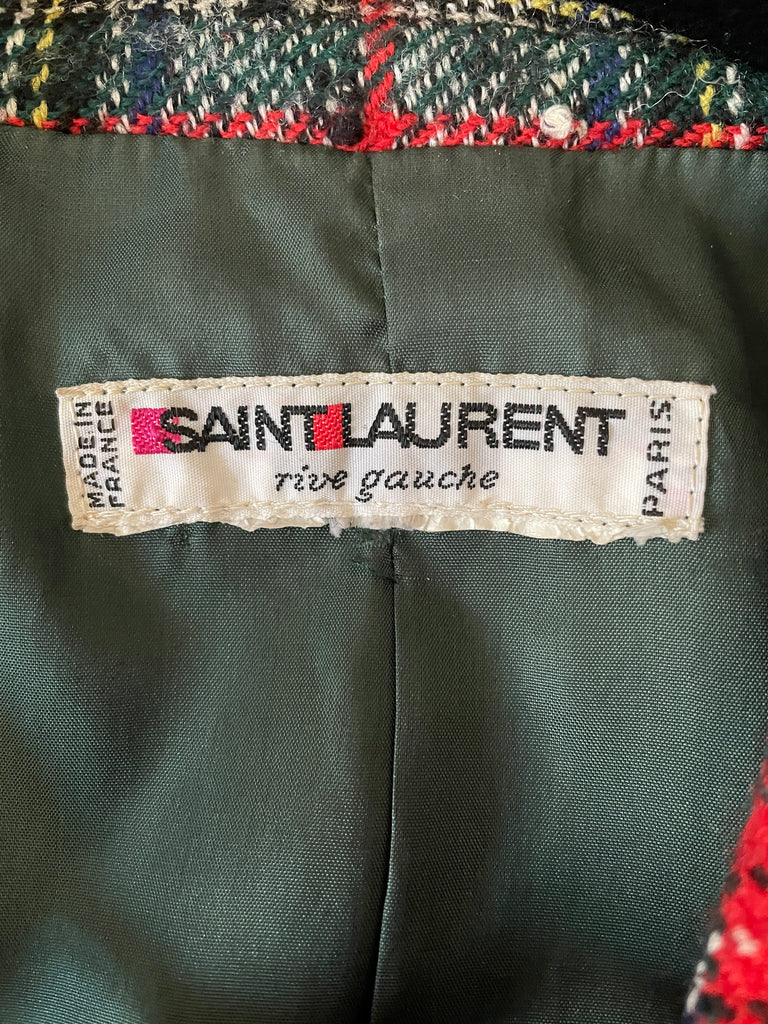 MADE IN
FRANCE
SAINT LAURENT
rive gauche
PARIS